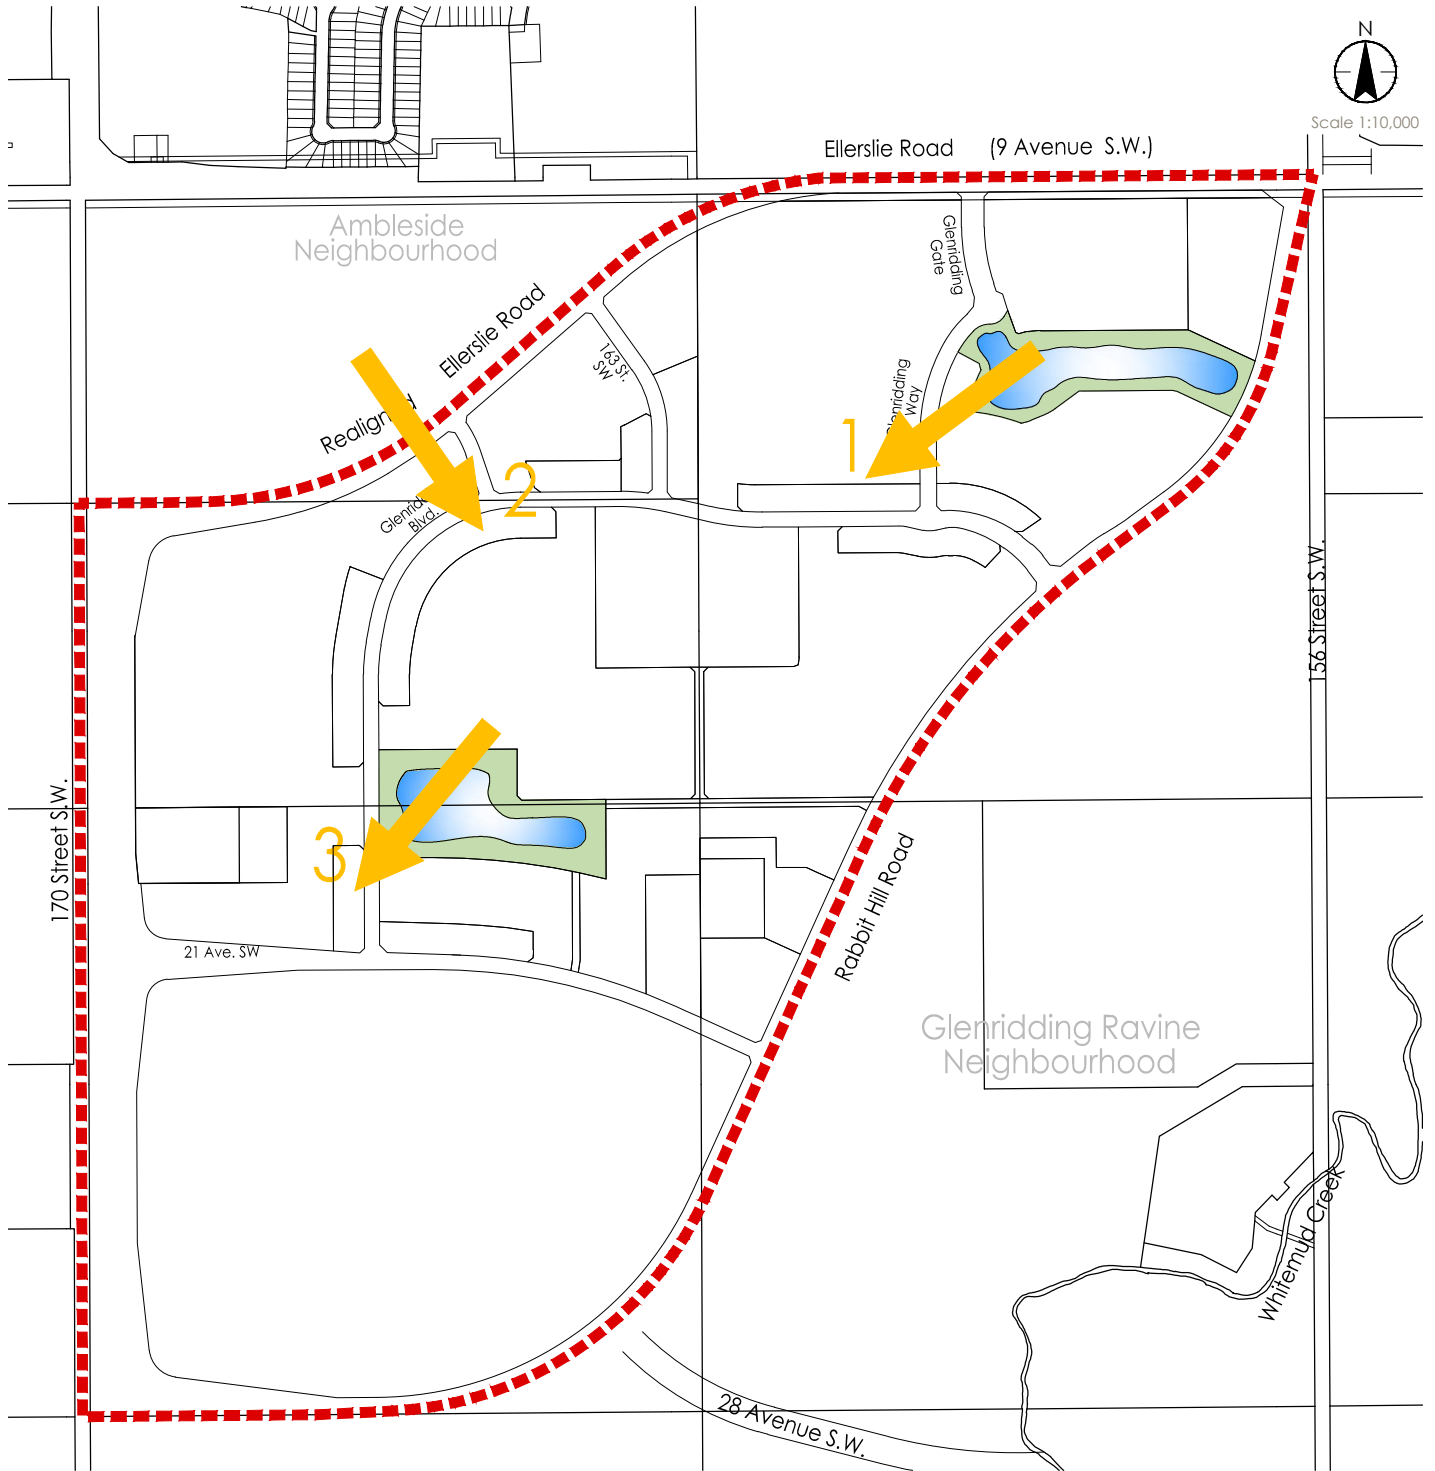 N
Scale 1:10,000
Ellerslie Road (9 Avenue S.W.)
Ambleside
Neighbourhood
Glenridding
Gate
Realigned
Ellerslie Road
163 St.
SW
Glenridding
Way
1
2
Blvd.
156 Street S.W.
170 Street S.W.
3
21 Ave. SW
Rabbit Hill Road
Glenridding Ravine
Neighbourhood
Whitemud Creek
28 Avenue S.W.